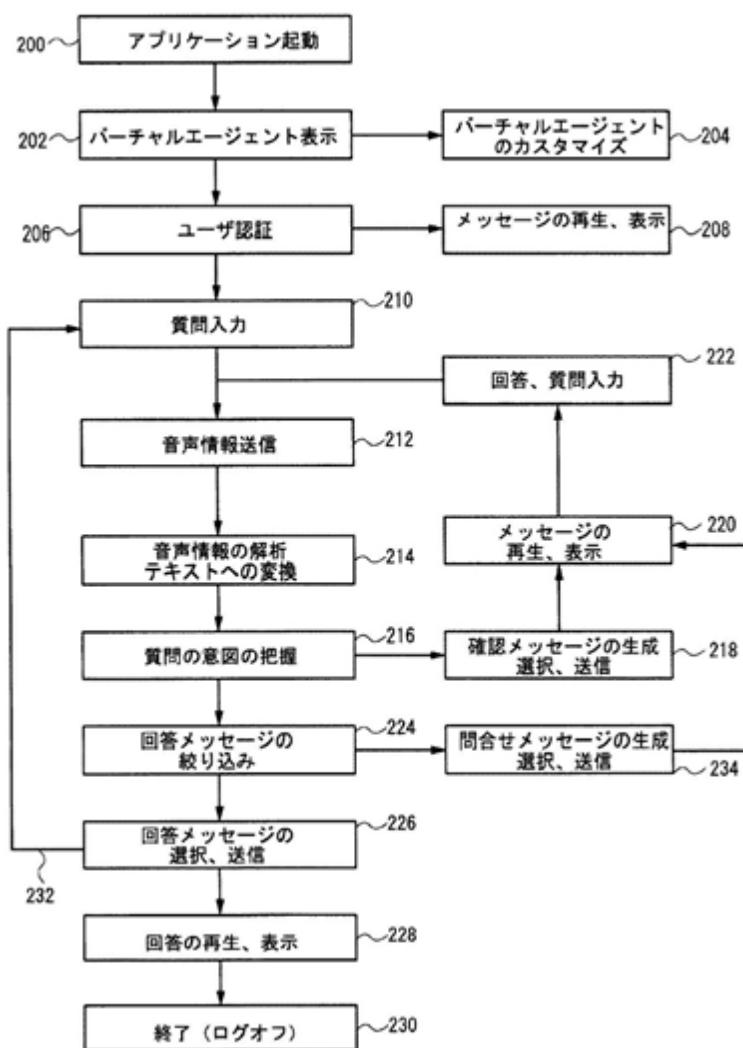 200
アプリケーション起動
202
バーチャルエージェント表示
バーチャルエージェント
のカスタマイズ
204
206
ユーザ認証
メッセージの再生、表示
208
210
質問入力
222
回答、質問入力
音声情報送信
212
220
メッセージの
再生、表示
音声情報の解析
テキストへの変換
214
216
質問の意図の把握
確認メッセージの生成
選択、送信
218
224
回答メッセージの
絞り込み
問合せメッセージの生成
選択、送信
234
226
回答メッセージの
選択、送信
232
回答の再生、表示
228
終了（ログオフ）
230